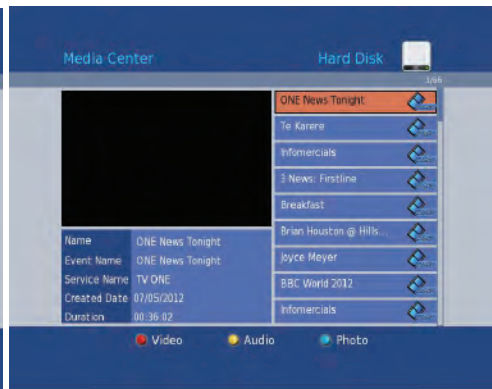 Media Center
Hard Disk
1/66
ONE News Tonight
Te Karere
Infomercials
3 News: Firstline
Breakfast
Brian Houston @ Hills...
Joyce Meyer
BBC World 2012
Infomercials
Name ONE News Tonight
Event Name ONE News Tonight
Service Name TV ONE
Created Date 07/05/2012
Duration 00:36:02
Video Audio Photo